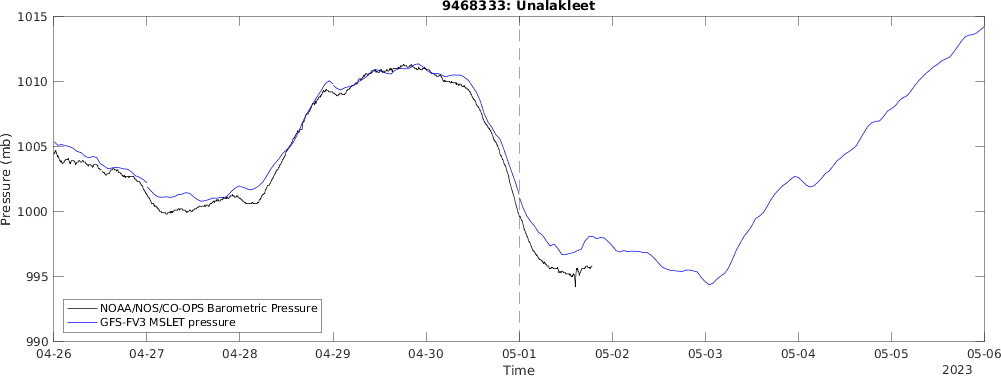 9468333: Unalakleet
1015
1010
1005
1000
995
990
Pressure (mb)
NOAA/NOS/CO-OPS Barometric Pressure
GFS-FV3 MSLET pressure
04-26 04-27 04-28 04-29 04-30 05-01 05-02 05-03 05-04 05-05 05-06
Time
2023